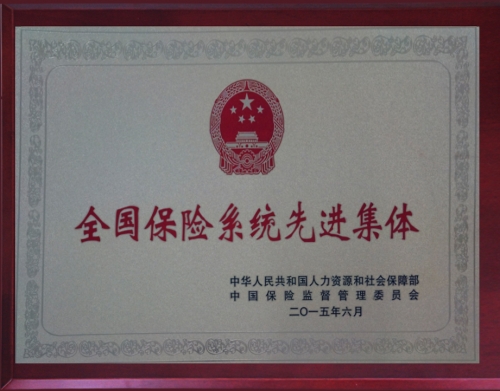 全国保险系统先进集体
中华人民共和国人力资源和社会保障部
中国保险监督管理委员会
二〇一五年六月